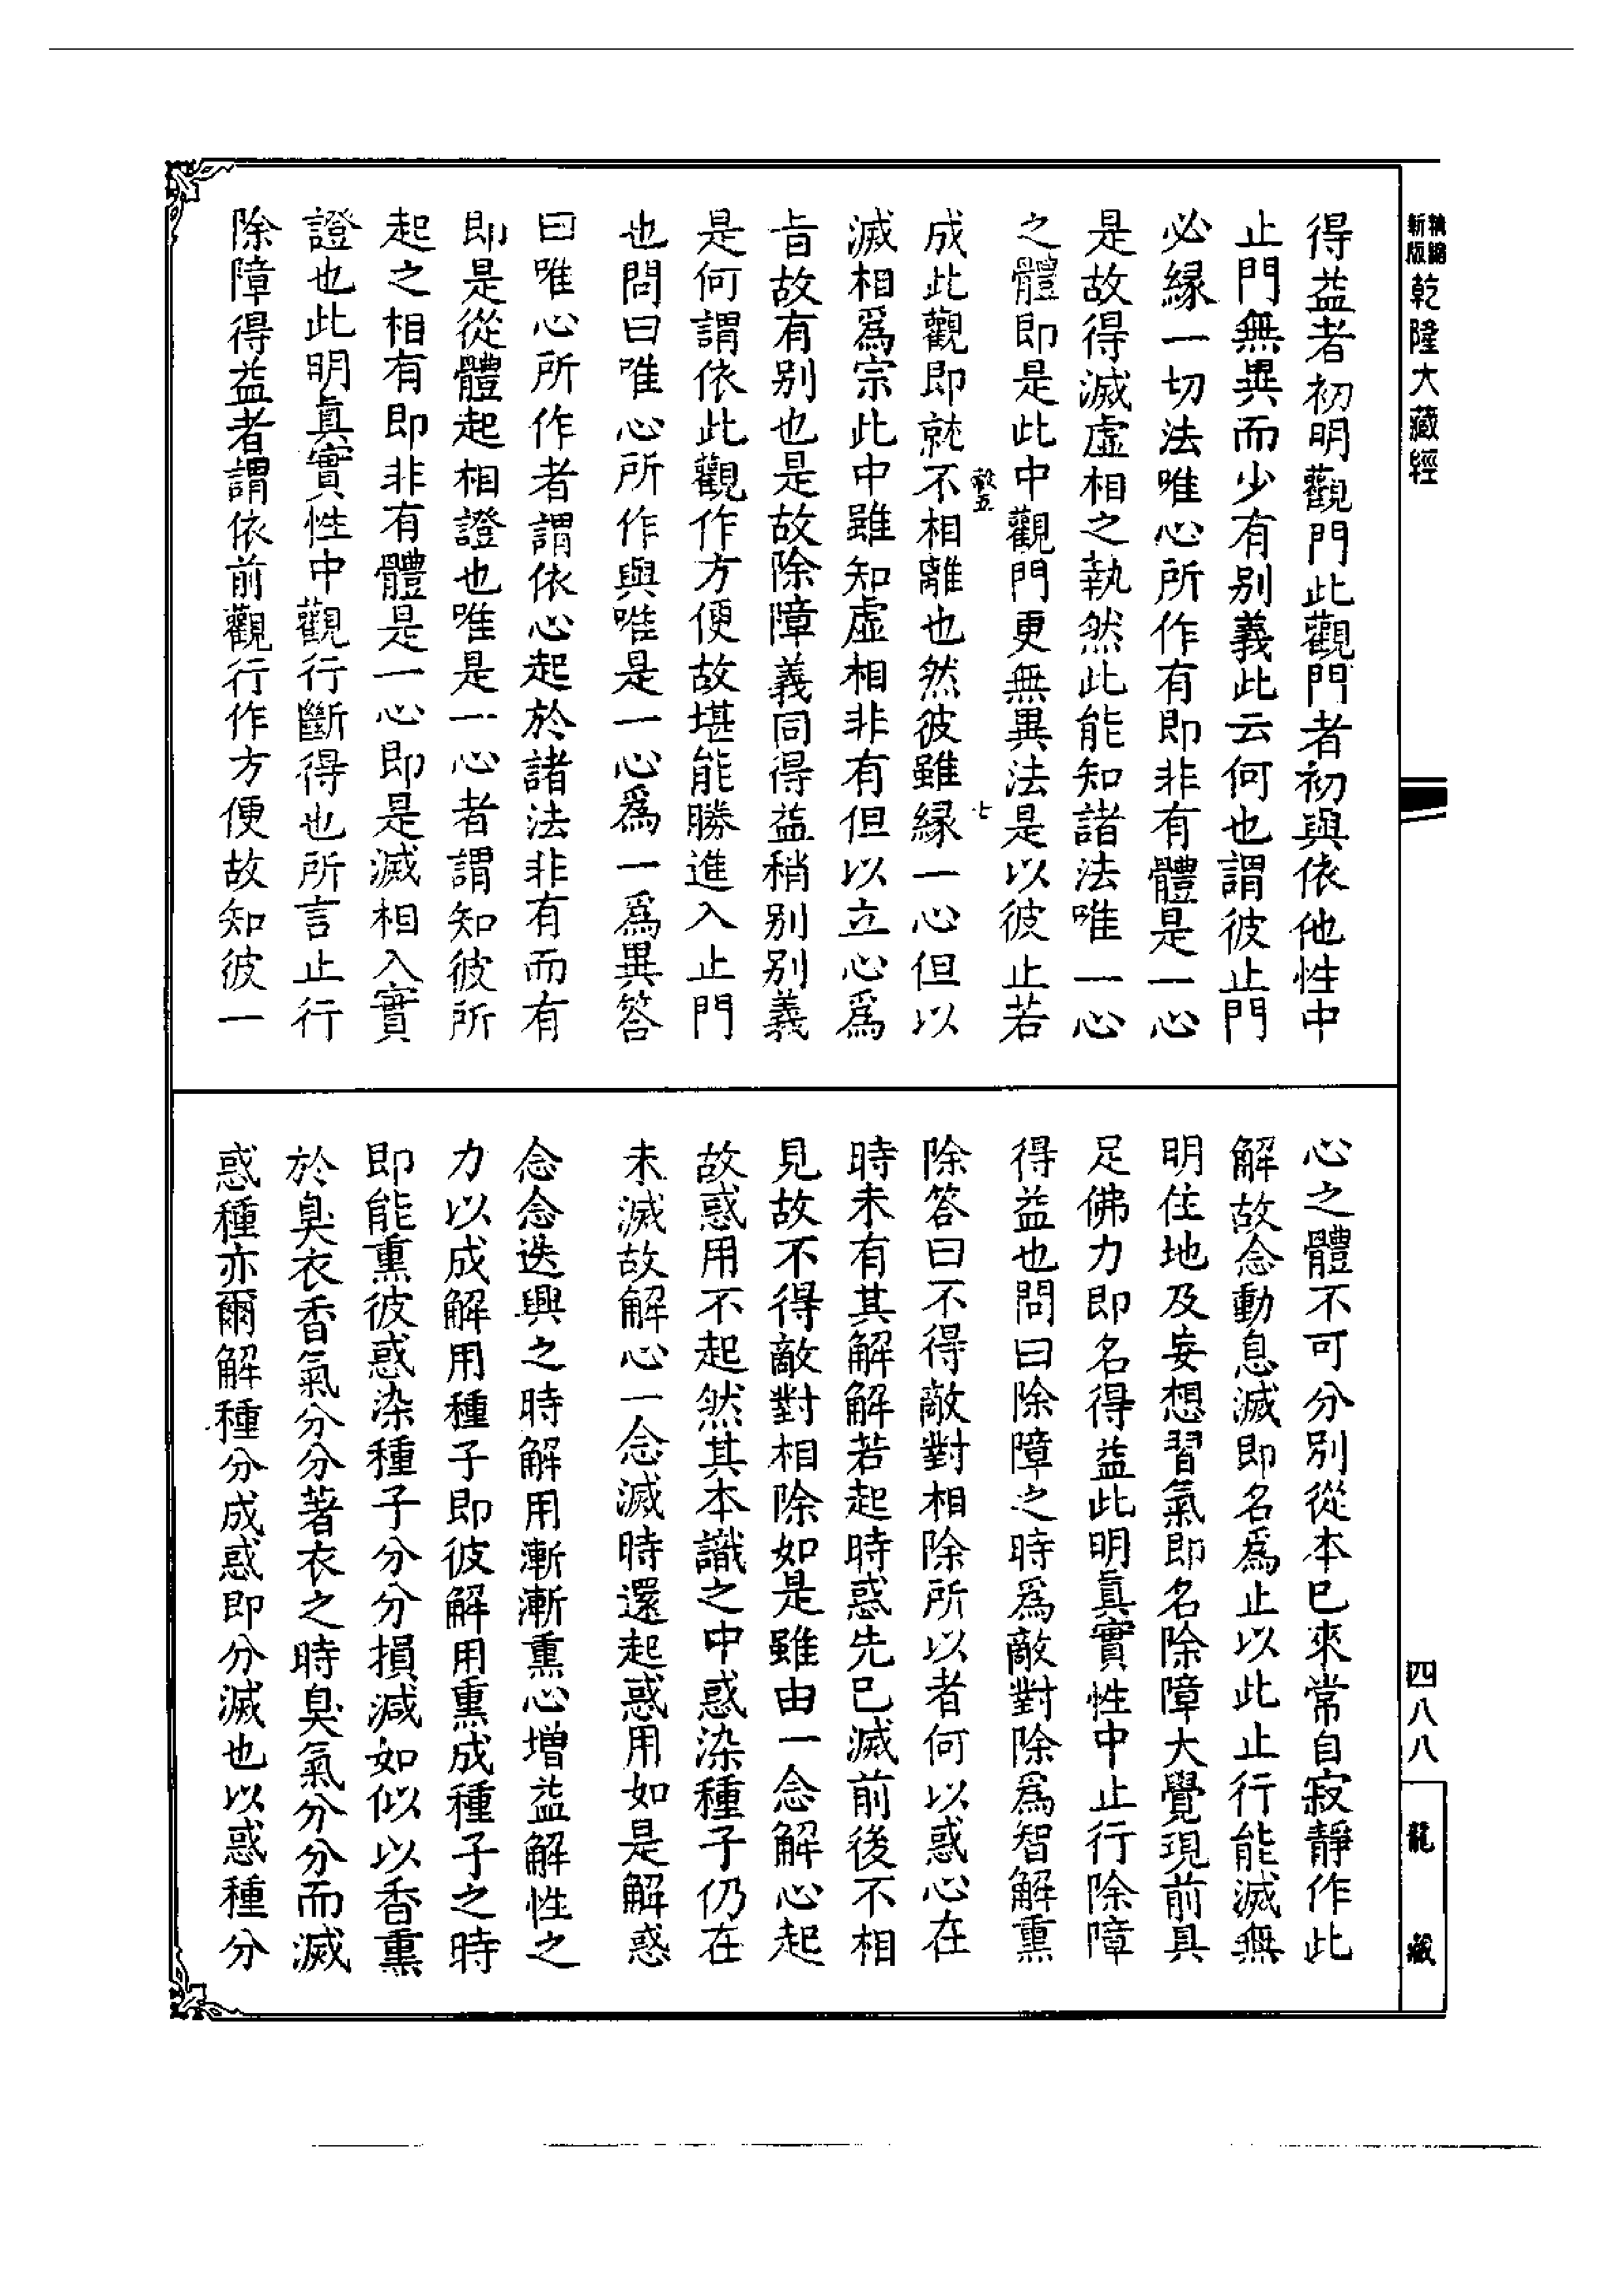 新版
精縮
乾隆大藏經
四八八
龍藏
得益者初明觀門此觀門者初與依他性中
止門無異而少有別義此云何也謂彼止門
必緣一切法唯心所作有即非有體是一心
是故得滅虛相之執然此能知諸法唯一心
之體即是此中觀門更無異法是以彼止若
成此觀即就不相離也然彼雖緣一心但以
滅相爲宗此中雖知虛相非有但以立心爲
旨故有別也是故除障義同得益稍別別義
是何謂依此觀作方便故堪能勝進入止門
也問曰唯心所作與唯是一心爲一爲異答
曰唯心所作者謂依心起於諸法非有而有
即是從體起相證也唯是一心者謂知彼所
起之相有即非有體是一心即是滅相入實
證也此明眞實性中觀行斷得也所言止行
除障得益者謂依前觀行作方便故知彼一
心之體不可分別從本已來常自寂靜作此
解故念動息滅即名爲止以此止行能滅無
明住地及妄想習氣即名除障大覺現前具
足佛力即名得益此明眞實性中止行除障
得益也問曰除障之時爲敵對除爲智解熏
除答曰不得敵對相除所以者何以惑心在
時未有其解解若起時惑先已滅前後不相
見故不得敵對相除如是雖由一念解心起
故惑用不起然其本識之中惑染種子仍在
未滅故解心一念滅時還起惑用如是解惑
念念迭興之時解用漸漸熏心增益解性之
力以成解用種子即彼解用熏成種子之時
即能熏彼惑染種子分分損減如似以香熏
於臭衣香氣分分著衣之時臭氣分分而滅
惑種亦爾解種分成惑即分滅也以惑種分